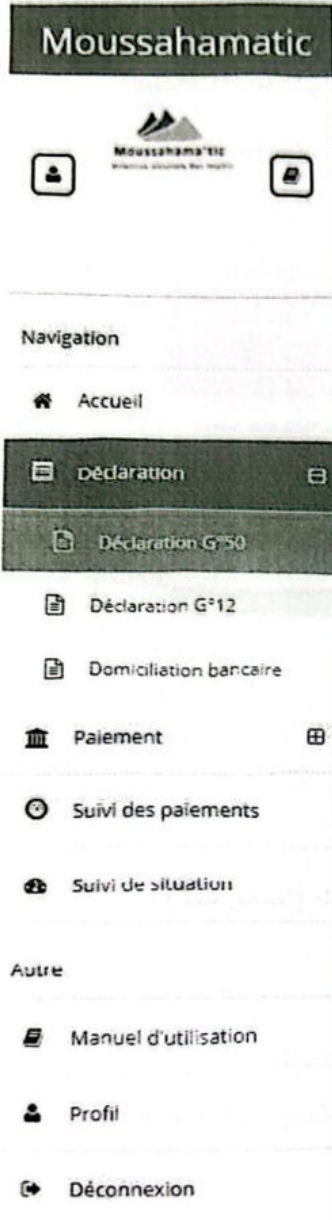 Moussahamatic
Moussahama'tic
Navigation
Accueil
Déclaration
Déclaration G°50
Déclaration G°12
Domiciliation bancaire
Paiement
Suivi des paiements
Suivi de situation
Autre
Manuel d'utilisation
Profil
Déconnexion